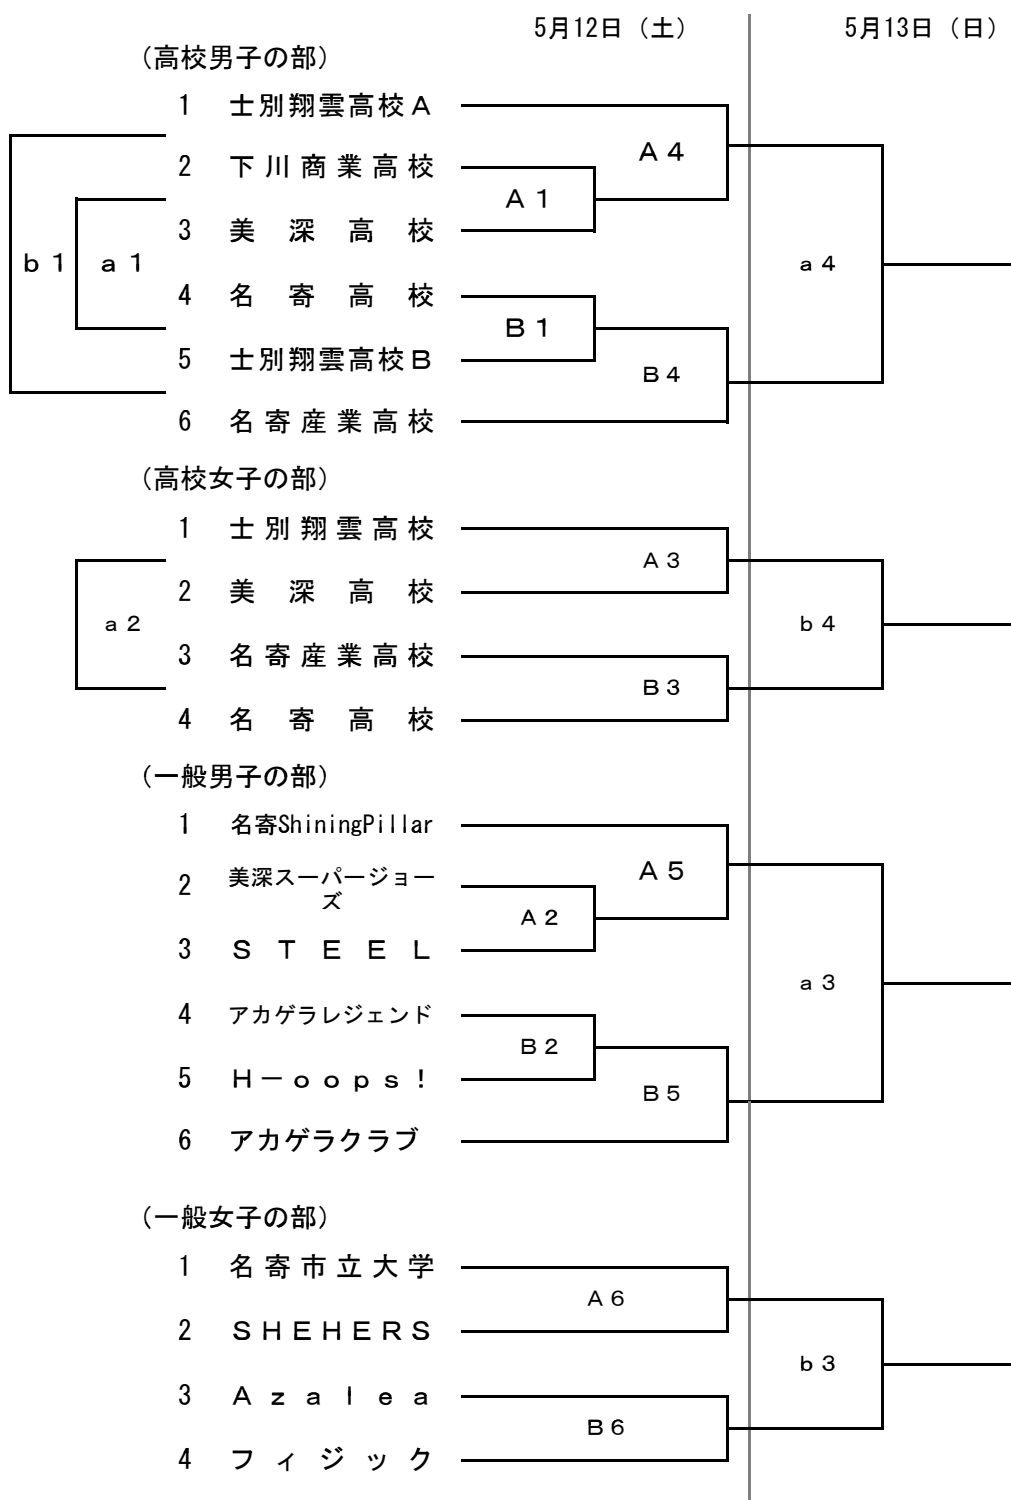 5月12日（土） 5月13日（日）
（高校男子の部）
1 士別翔雲高校A
A4
2 下川商業高校
A1
3 美深高校
b1 a1 a4
4 名寄高校
B1
5 士別翔雲高校B
B4
6 名寄産業高校
（高校女子の部）
1 士別翔雲高校
A3
2 美深高校
a2 b4
3 名寄産業高校
B3
4 名寄高校
（一般男子の部）
1 名寄ShiningPillar
A5
2 美深スーパージョー
ズ
A2
3 STEEL
a3
4 アカゲラレジェンド
B2
5 H－oops!
B5
6 アカゲラクラブ
（一般女子の部）
1 名寄市立大学
A6
2 SHEHERS
b3
3 Azalea
B6
4 フィジック